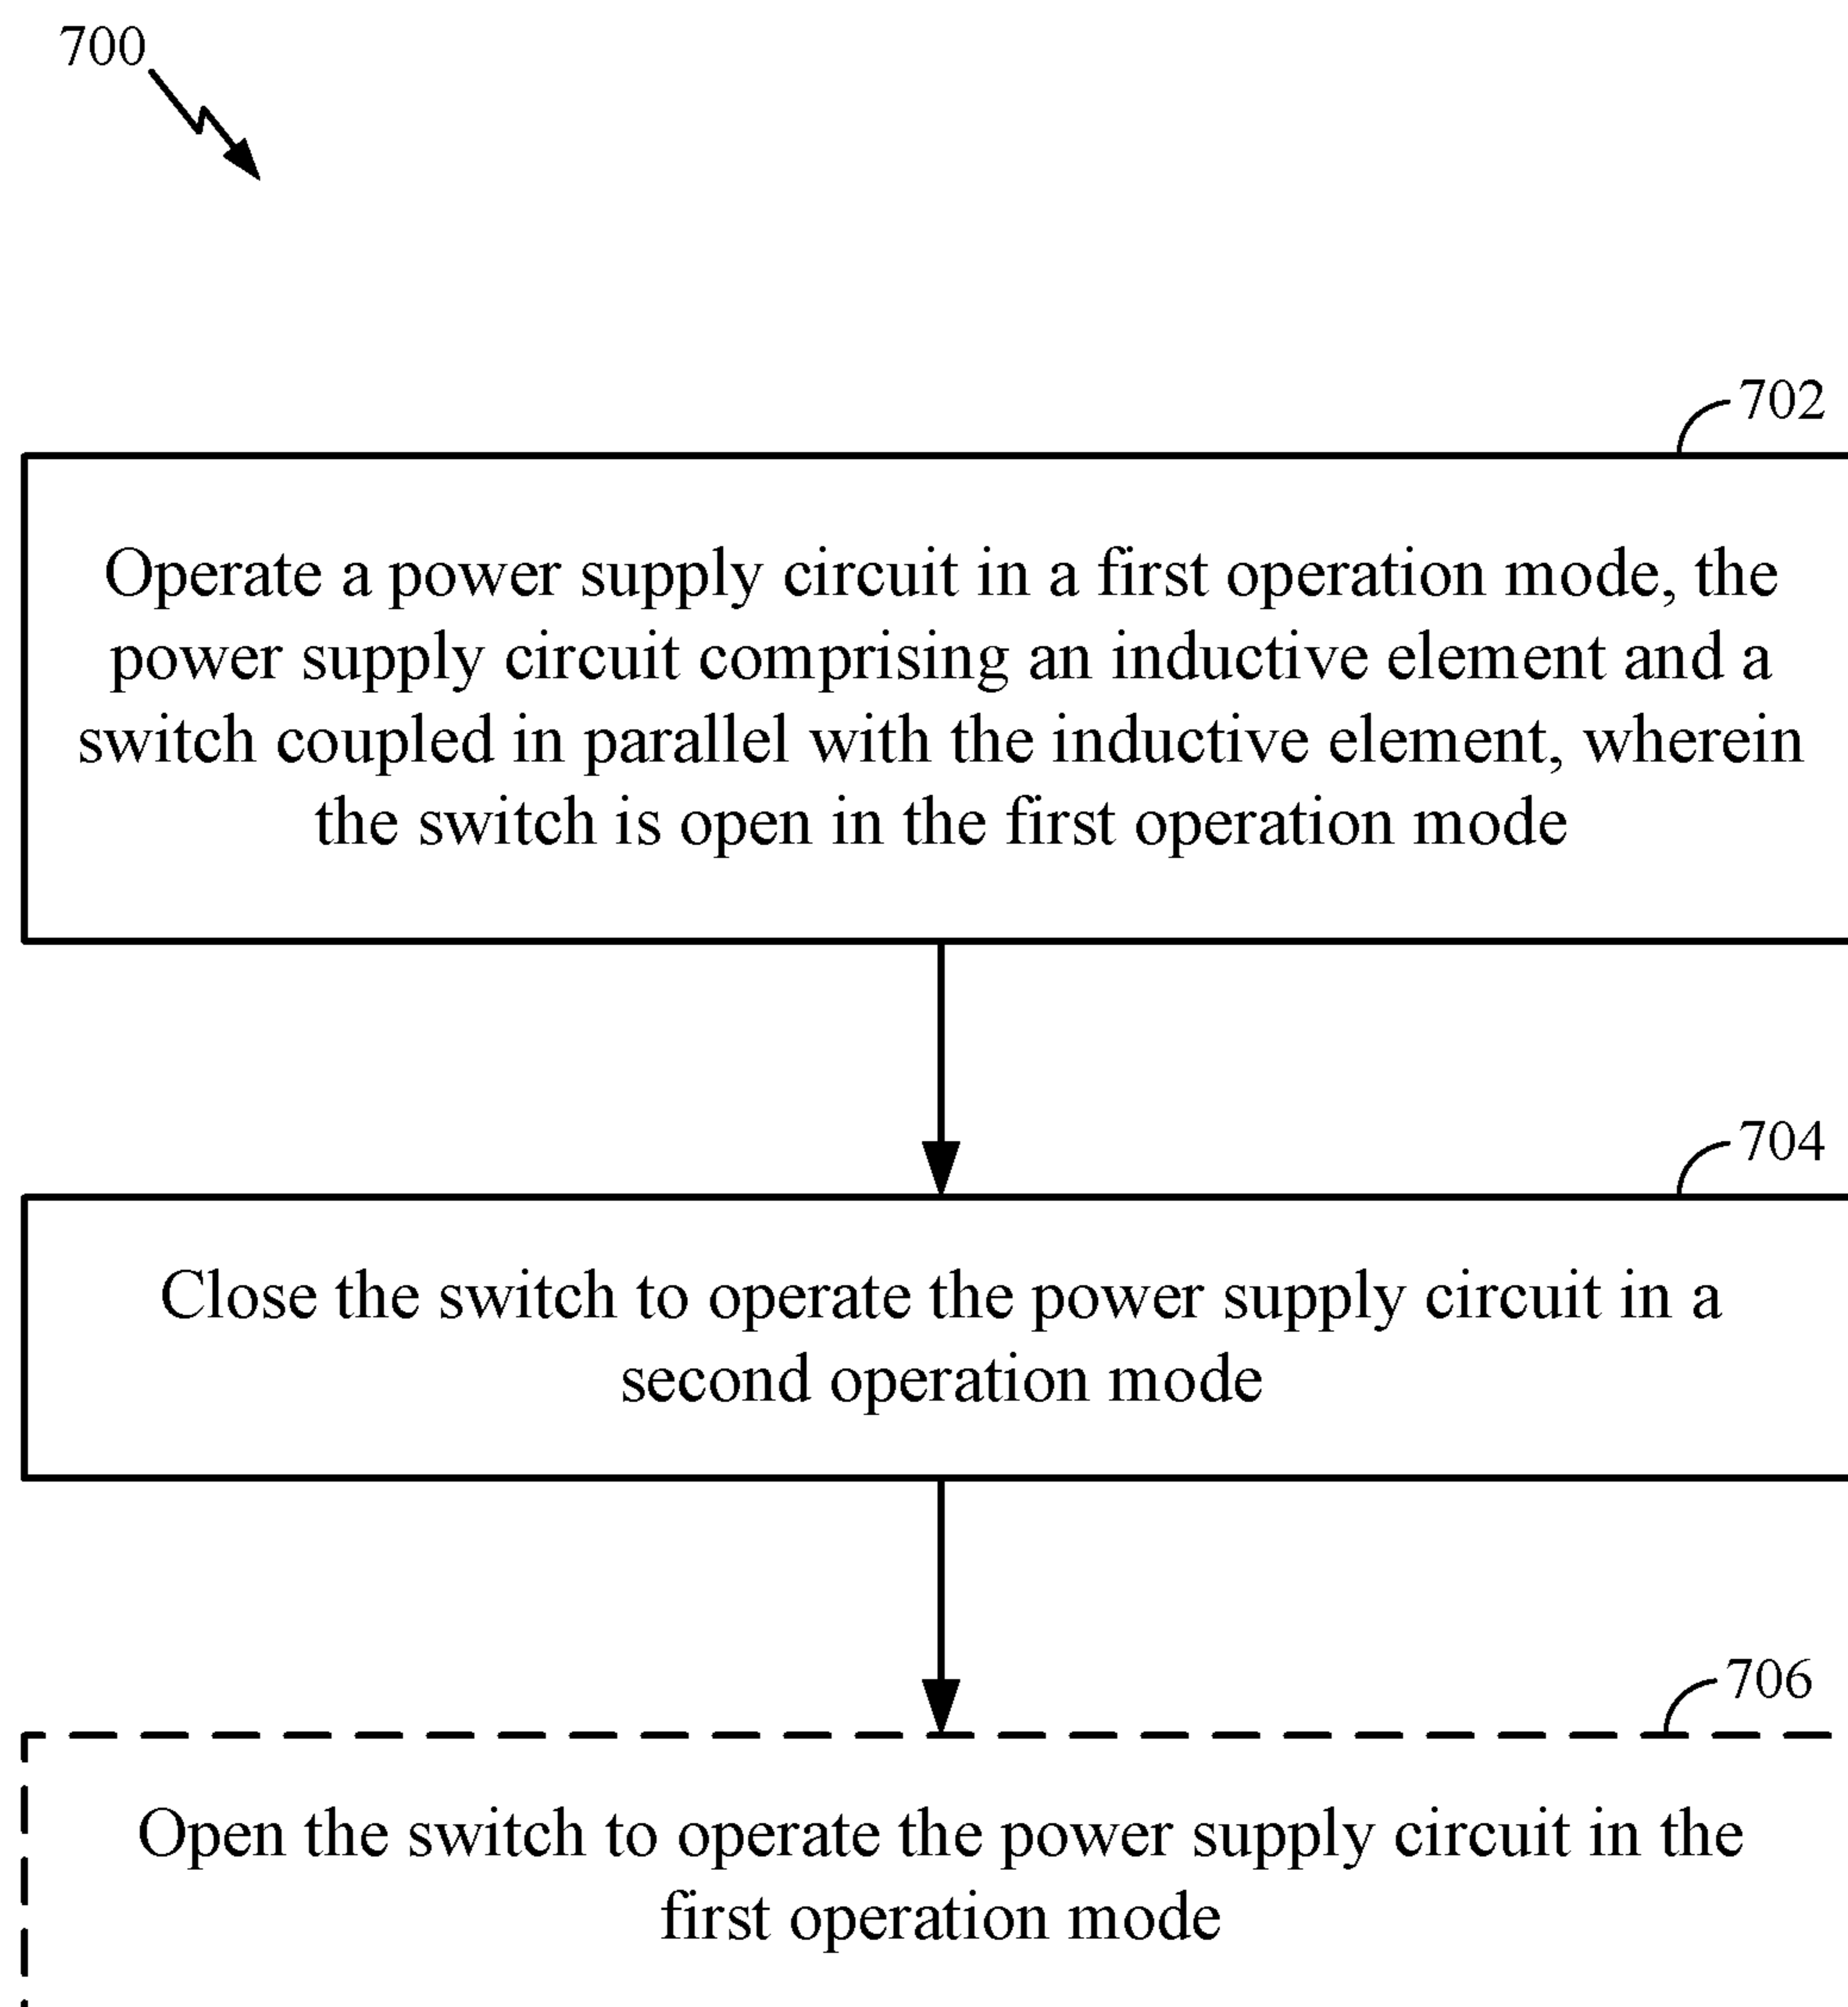 700
702
Operate a power supply circuit in a first operation mode, the
power supply circuit comprising an inductive element and a
switch coupled in parallel with the inductive element, wherein
the switch is open in the first operation mode
704
Close the switch to operate the power supply circuit in a
second operation mode
706
Open the switch to operate the power supply circuit in the
first operation mode